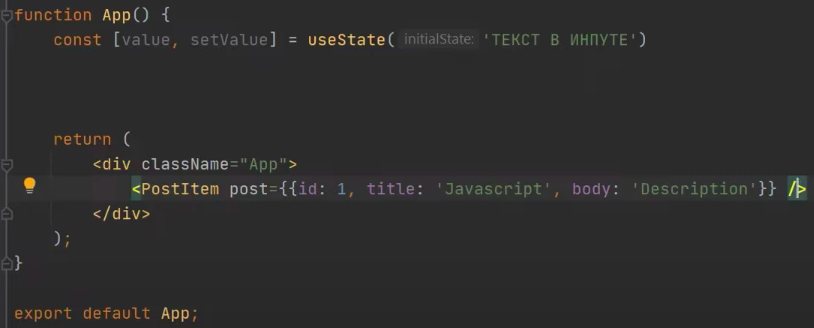 function App() {
    const [value, setValue] = useState( initialState: 'ТЕКСТ В ИНПУТЕ')
    return (
        <div className="App">
            <PostItem post={{id: 1, title: 'Javascript', body: 'Description'}} />
        </div>
    );
}
export default App;